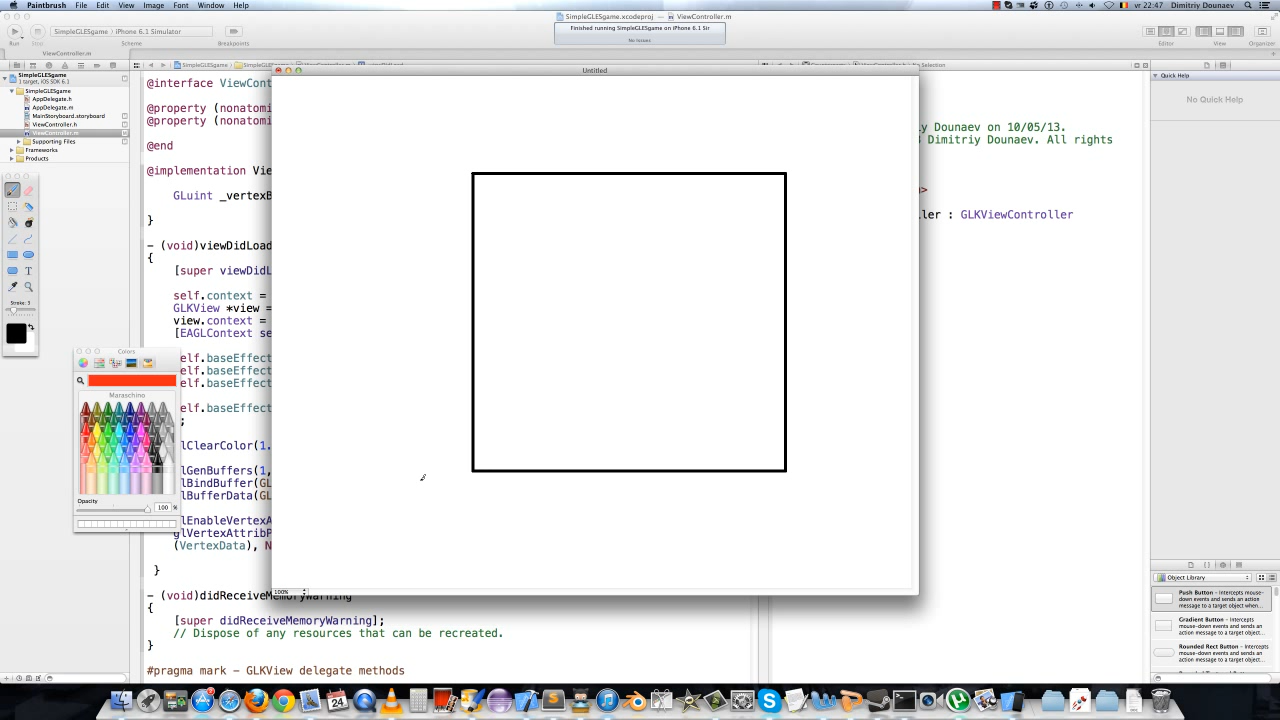 Paintbrush File Edit View Image Font Window Help
vr 22:47 Dimitriy Dounaev
SimpleGLESgame.xcodeproj — ViewController.m
Run Stop
SimpleGLESgame › iPhone 6.1 Simulator
Scheme
Breakpoints
Finished running SimpleGLESgame on iPhone 6.1 Sir
No Issues
Editor View Organizer
ViewController.m
SimpleGLESgame
1 target, iOS SDK 6.1
SimpleGLESgame
AppDelegate.h
AppDelegate.m
MainStoryboard.storyboard
ViewController.h
ViewController.m
Supporting Files
Frameworks
Products
Stroke: 5
Colors
Maraschino
Opacity
100 %
@interface ViewCont
@property (nonatomi
@property (nonatomi
@end
@implementation Vie
GLuint _vertexB
}
- (void)viewDidLoad
{
[super viewDidL
self.context =
GLKView *view =
view.context =
[EAGLContext se
elf.baseEffect
elf.baseEffect
elf.baseEffect
elf.baseEffect
;
lClearColor(1.
lGenBuffers(1,
lBindBuffer(GL
lBufferData(GL
lEnableVertexA
glVertexAttribP
(VertexData), N
}
- (void)didReceiveMemoryWarning
{
[super didReceiveMemoryWarning];
// Dispose of any resources that can be recreated.
}
#pragma mark - GLKView delegate methods
Untitled
100%
No Selection
y Dounaev on 10/05/13.
3 Dimitriy Dounaev. All rights
>
ller : GLKViewController
Quick Help
No Quick Help
Object Library
Push Button - Intercepts mouse-
down events and sends an action
message to a target object when...
Gradient Button - Intercepts
mouse-down events and sends an
action message to a target object...
Rounded Rect Button - Intercepts
mouse-down events and sends an
action message to a target object...
24